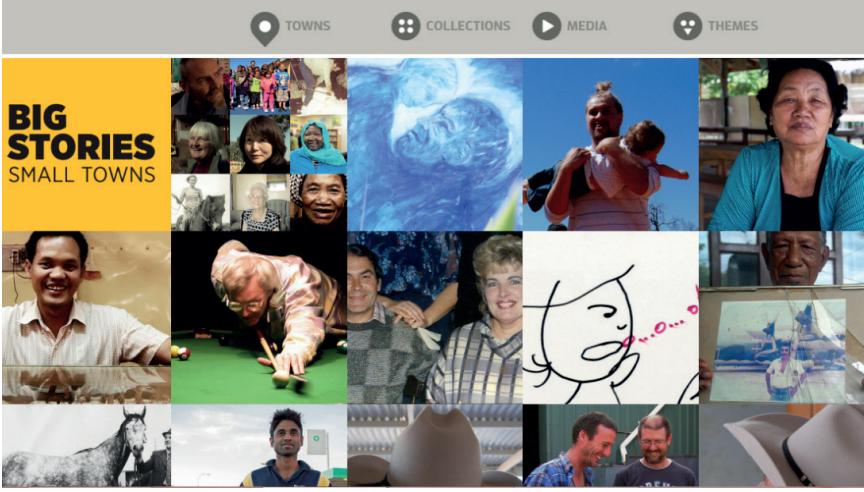 TOWNS
COLLECTIONS
MEDIA
THEMES
BIG
STORIES
SMALL TOWNS